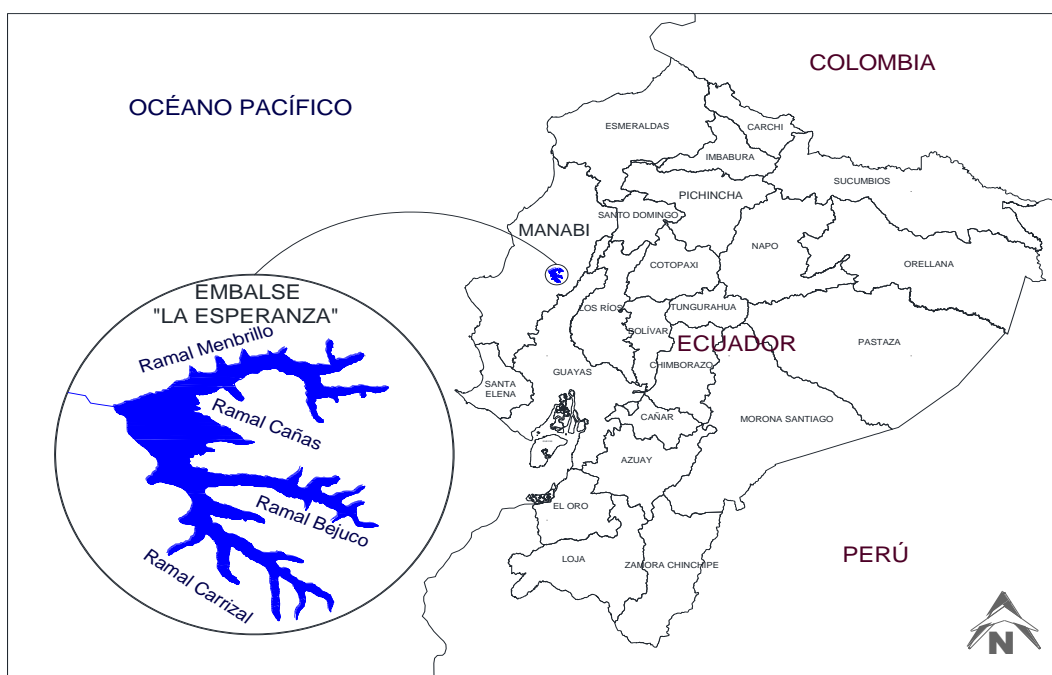 COLOMBIA
OCÉANO PACÍFICO
ESMERALDAS
CARCHI
IMBABURA
SUCUMBIOS
PICHINCHA
SANTO DOMINGO
MANABI
NAPO
COTOPAXI
ORELLANA
EMBALSE
"LA ESPERANZA"
LOS RÍOS
TUNGURAHUA
BOLÍVAR
ECUADOR
PASTAZA
Ramal Menbrillo
CHIMBORAZO
GUAYAS
SANTA
ELENA
Ramal Cañas
CAÑAR
MORONA SANTIAGO
AZUAY
Ramal Bejuco
EL ORO
PERÚ
LOJA
ZAMORA CHINCHIPE
Ramal Carrizal
N